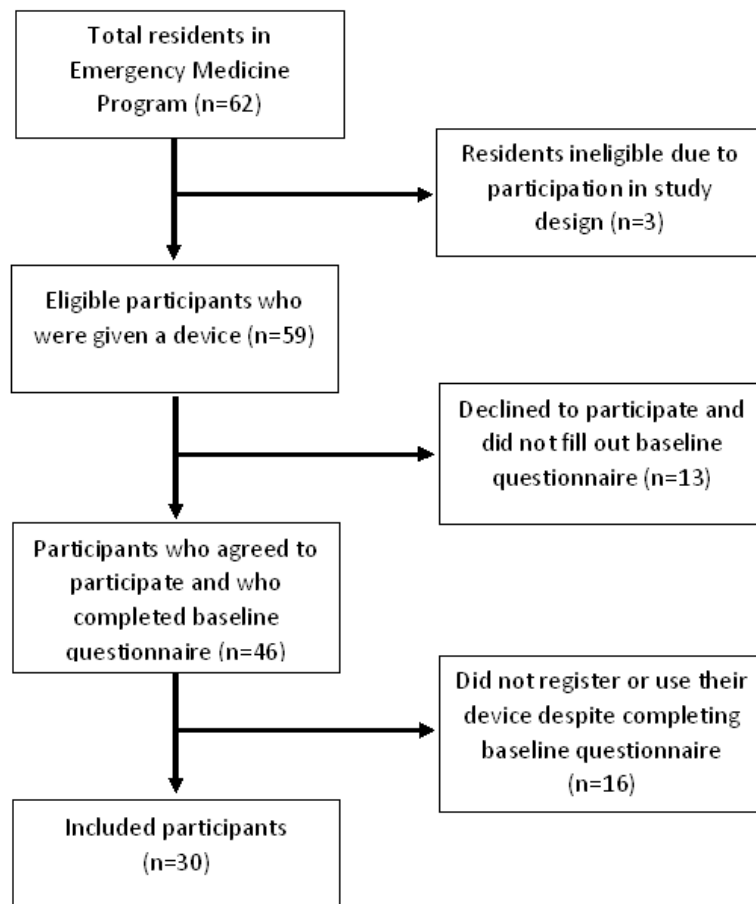 Total residents in
Emergency Medicine
Program (n=62)
Residents ineligible due to
participation in study
design (n=3)
Eligible participants who
were given a device (n=59)
Declined to participate and
did not fill out baseline
questionnaire (n=13)
Participants who agreed to
participate and who
completed baseline
questionnaire (n=46)
Did not register or use their
device despite completing
baseline questionnaire
(n=16)
Included participants
(n=30)